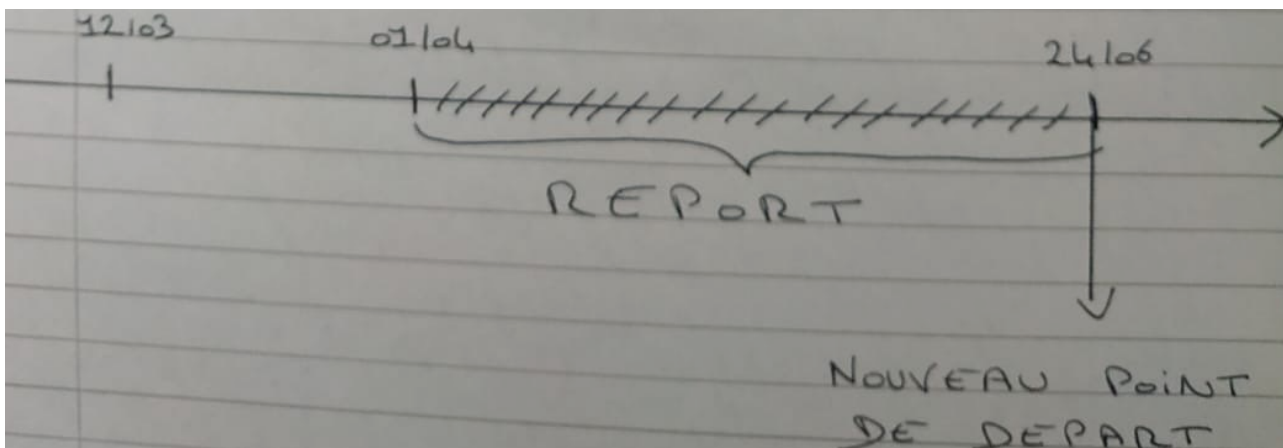 12/03 01/04 24/06
REPORT
NOUVEAU POINT
DE DEPART